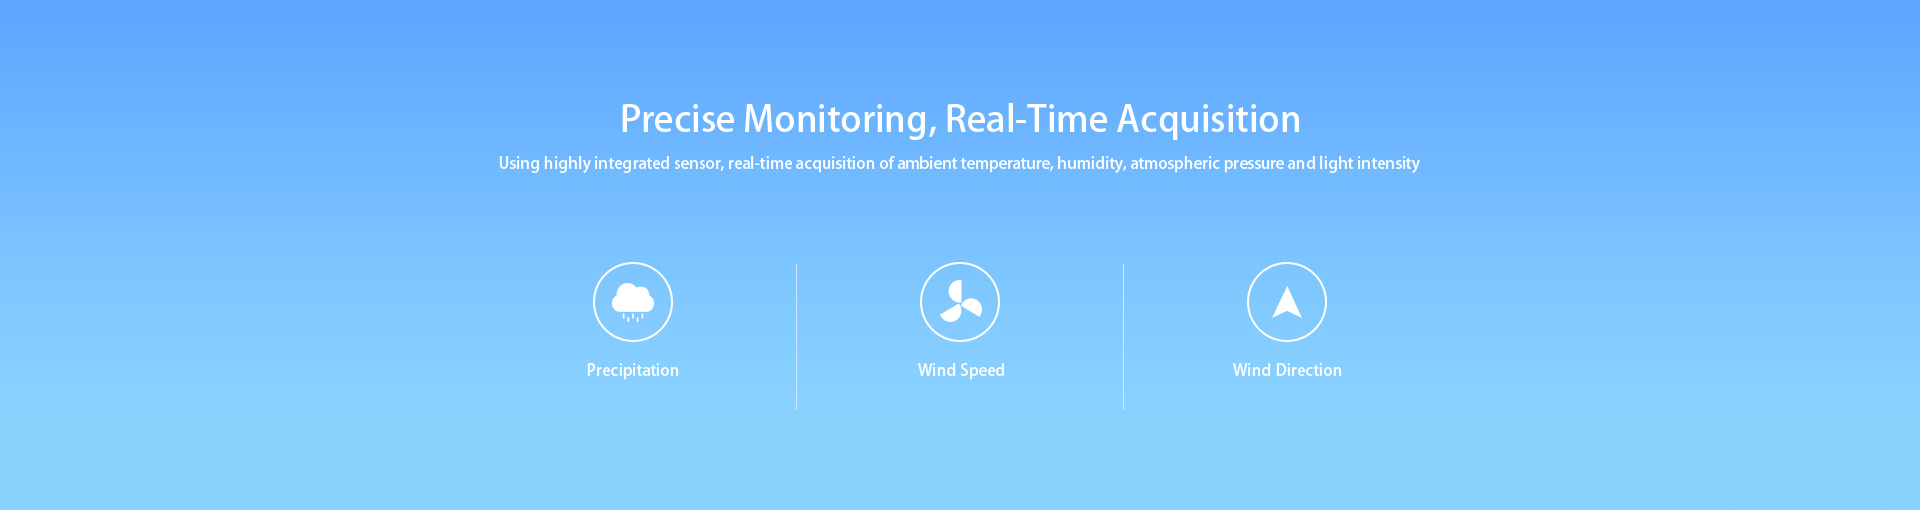 Precise Monitoring, Real-Time Acquisition
Using highly integrated sensor, real-time acquisition of ambient temperature, humidity, atmospheric pressure and light intensity
Precipitation
Wind Speed
Wind Direction